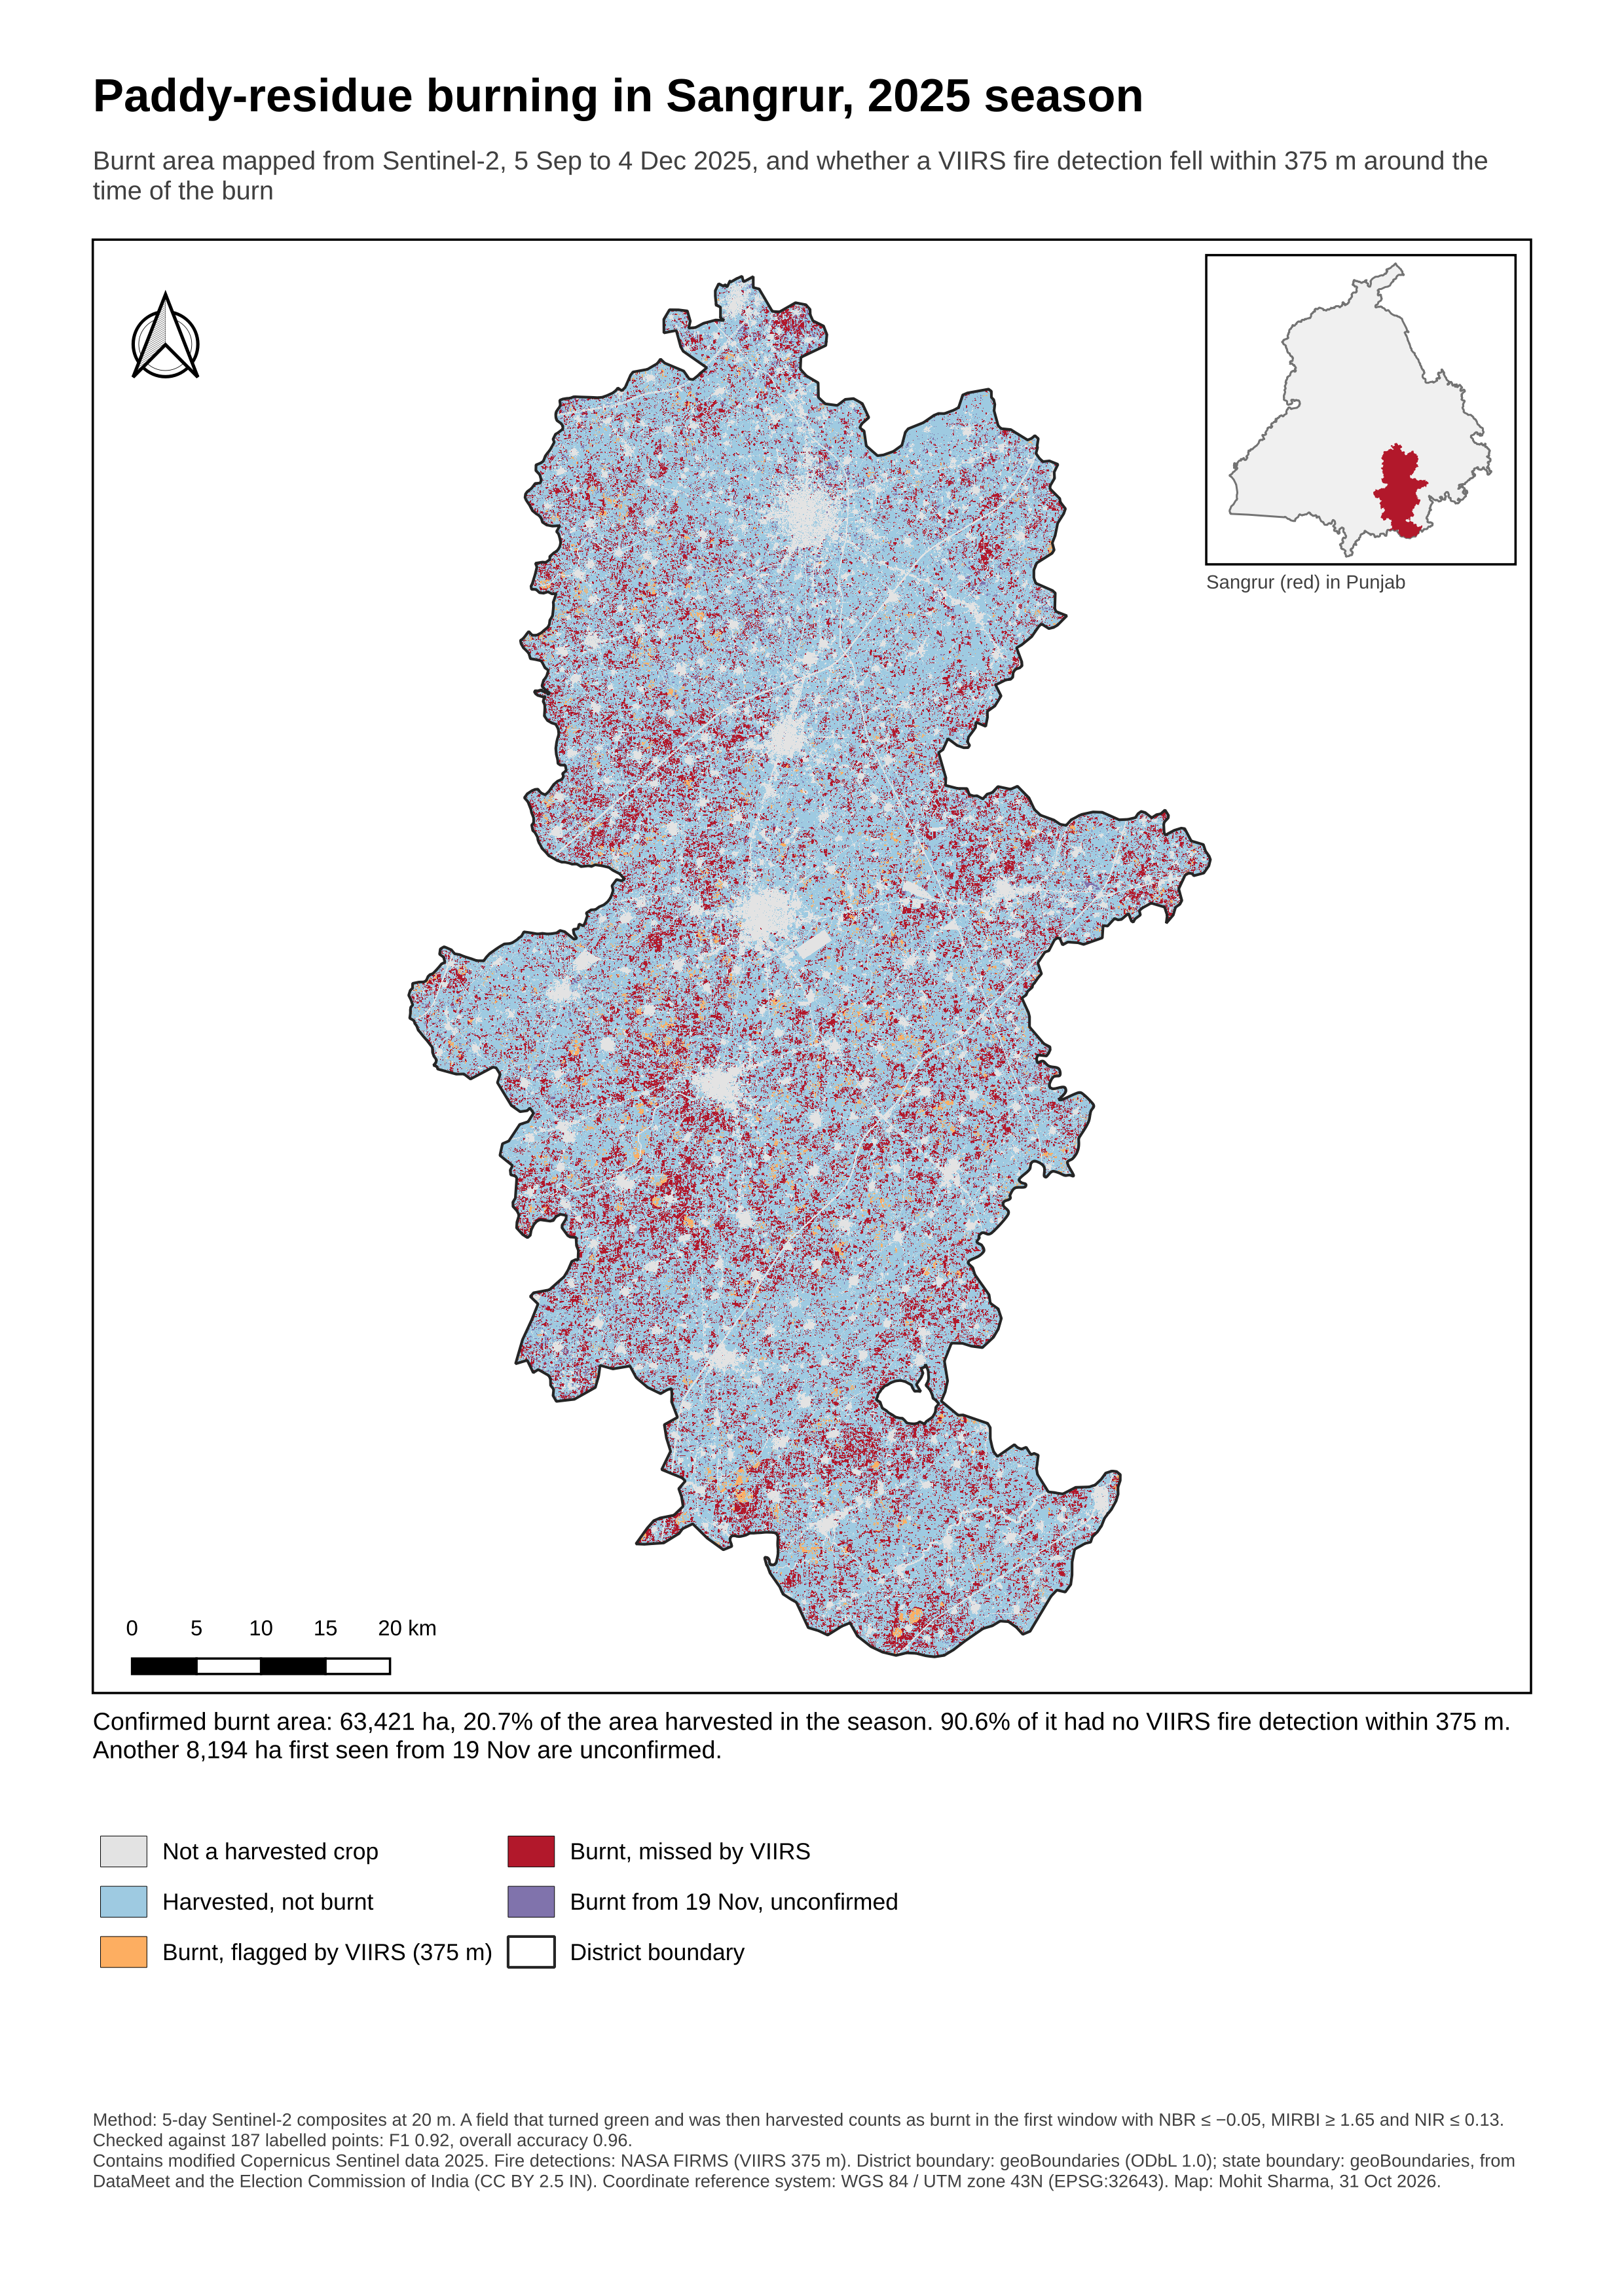 Paddy-residue burning in Sangrur, 2025 season
Burnt area mapped from Sentinel-2, 5 Sep to 4 Dec 2025, and whether a VIIRS fire detection fell within 375 m around the
time of the burn
Sangrur (red) in Punjab
0 5 10 15 20 km
Confirmed burnt area: 63,421 ha, 20.7% of the area harvested in the season. 90.6% of it had no VIIRS fire detection within 375 m.
Another 8,194 ha first seen from 19 Nov are unconfirmed.
Not a harvested crop
Harvested, not burnt
Burnt, flagged by VIIRS (375 m)
Burnt, missed by VIIRS
Burnt from 19 Nov, unconfirmed
District boundary
Method: 5-day Sentinel-2 composites at 20 m. A field that turned green and was then harvested counts as burnt in the first window with NBR ≤ −0.05, MIRBI ≥ 1.65 and NIR ≤ 0.13.
Checked against 187 labelled points: F1 0.92, overall accuracy 0.96.
Contains modified Copernicus Sentinel data 2025. Fire detections: NASA FIRMS (VIIRS 375 m). District boundary: geoBoundaries (ODbL 1.0); state boundary: geoBoundaries, from
DataMeet and the Election Commission of India (CC BY 2.5 IN). Coordinate reference system: WGS 84 / UTM zone 43N (EPSG:32643). Map: Mohit Sharma, 31 Oct 2026.